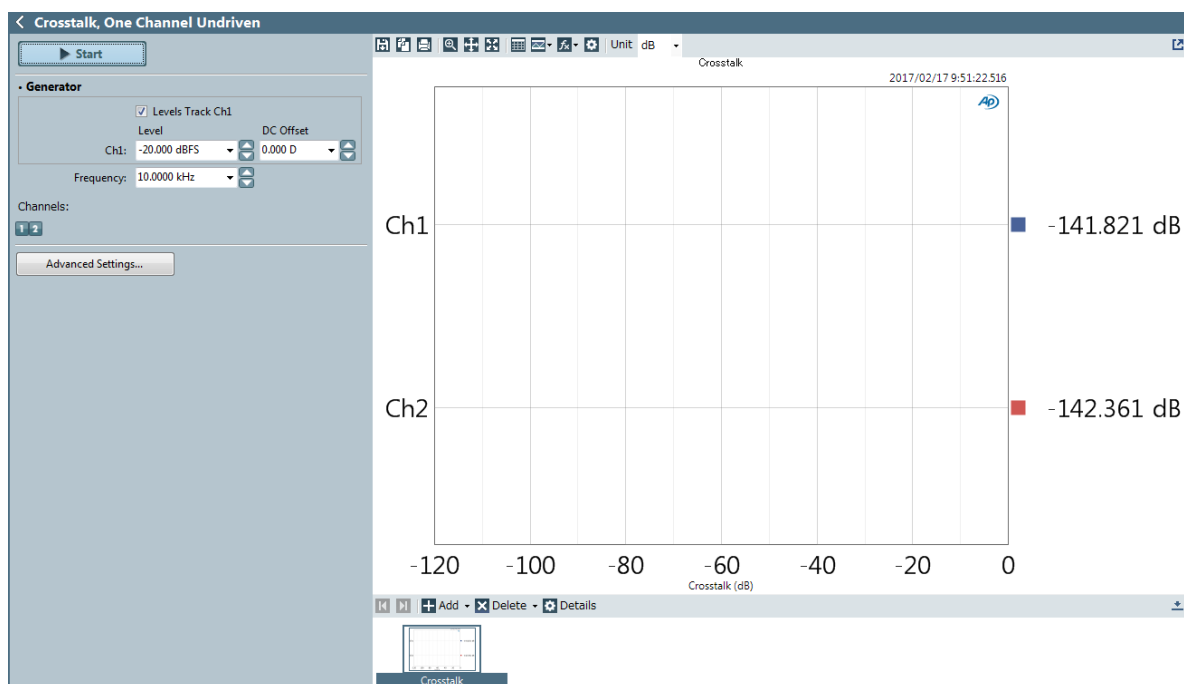 Crosstalk, One Channel Undriven
Start
Generator
Levels Track Ch1
Level DC Offset
Ch1: -20.000 dBFS 0.000 D
Frequency: 10.0000 kHz
Channels:
1 2
Advanced Settings...
Unit dB
Crosstalk
2017/02/17 9:51:22.516
AP
Ch1 -141.821 dB
Ch2 -142.361 dB
-120 -100 -80 -60 -40 -20 0
Crosstalk (dB)
Add Delete Details
Crosstalk